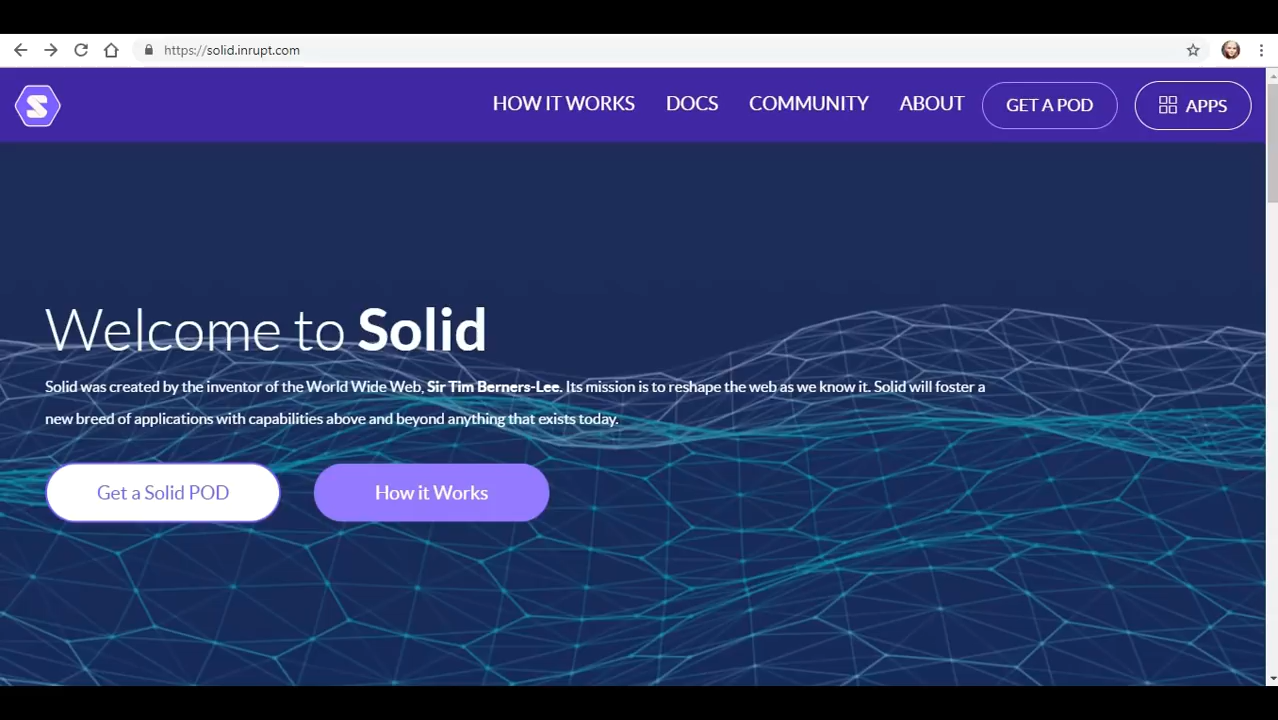 https://solid.inrupt.com
HOW IT WORKS DOCS COMMUNITY ABOUT GET A POD APPS
Welcome to Solid
Solid was created by the inventor of the World Wide Web, Sir Tim Berners-Lee. Its mission is to reshape the web as we know it. Solid will foster a
new breed of applications with capabilities above and beyond anything that exists today.
Get a Solid POD How it Works